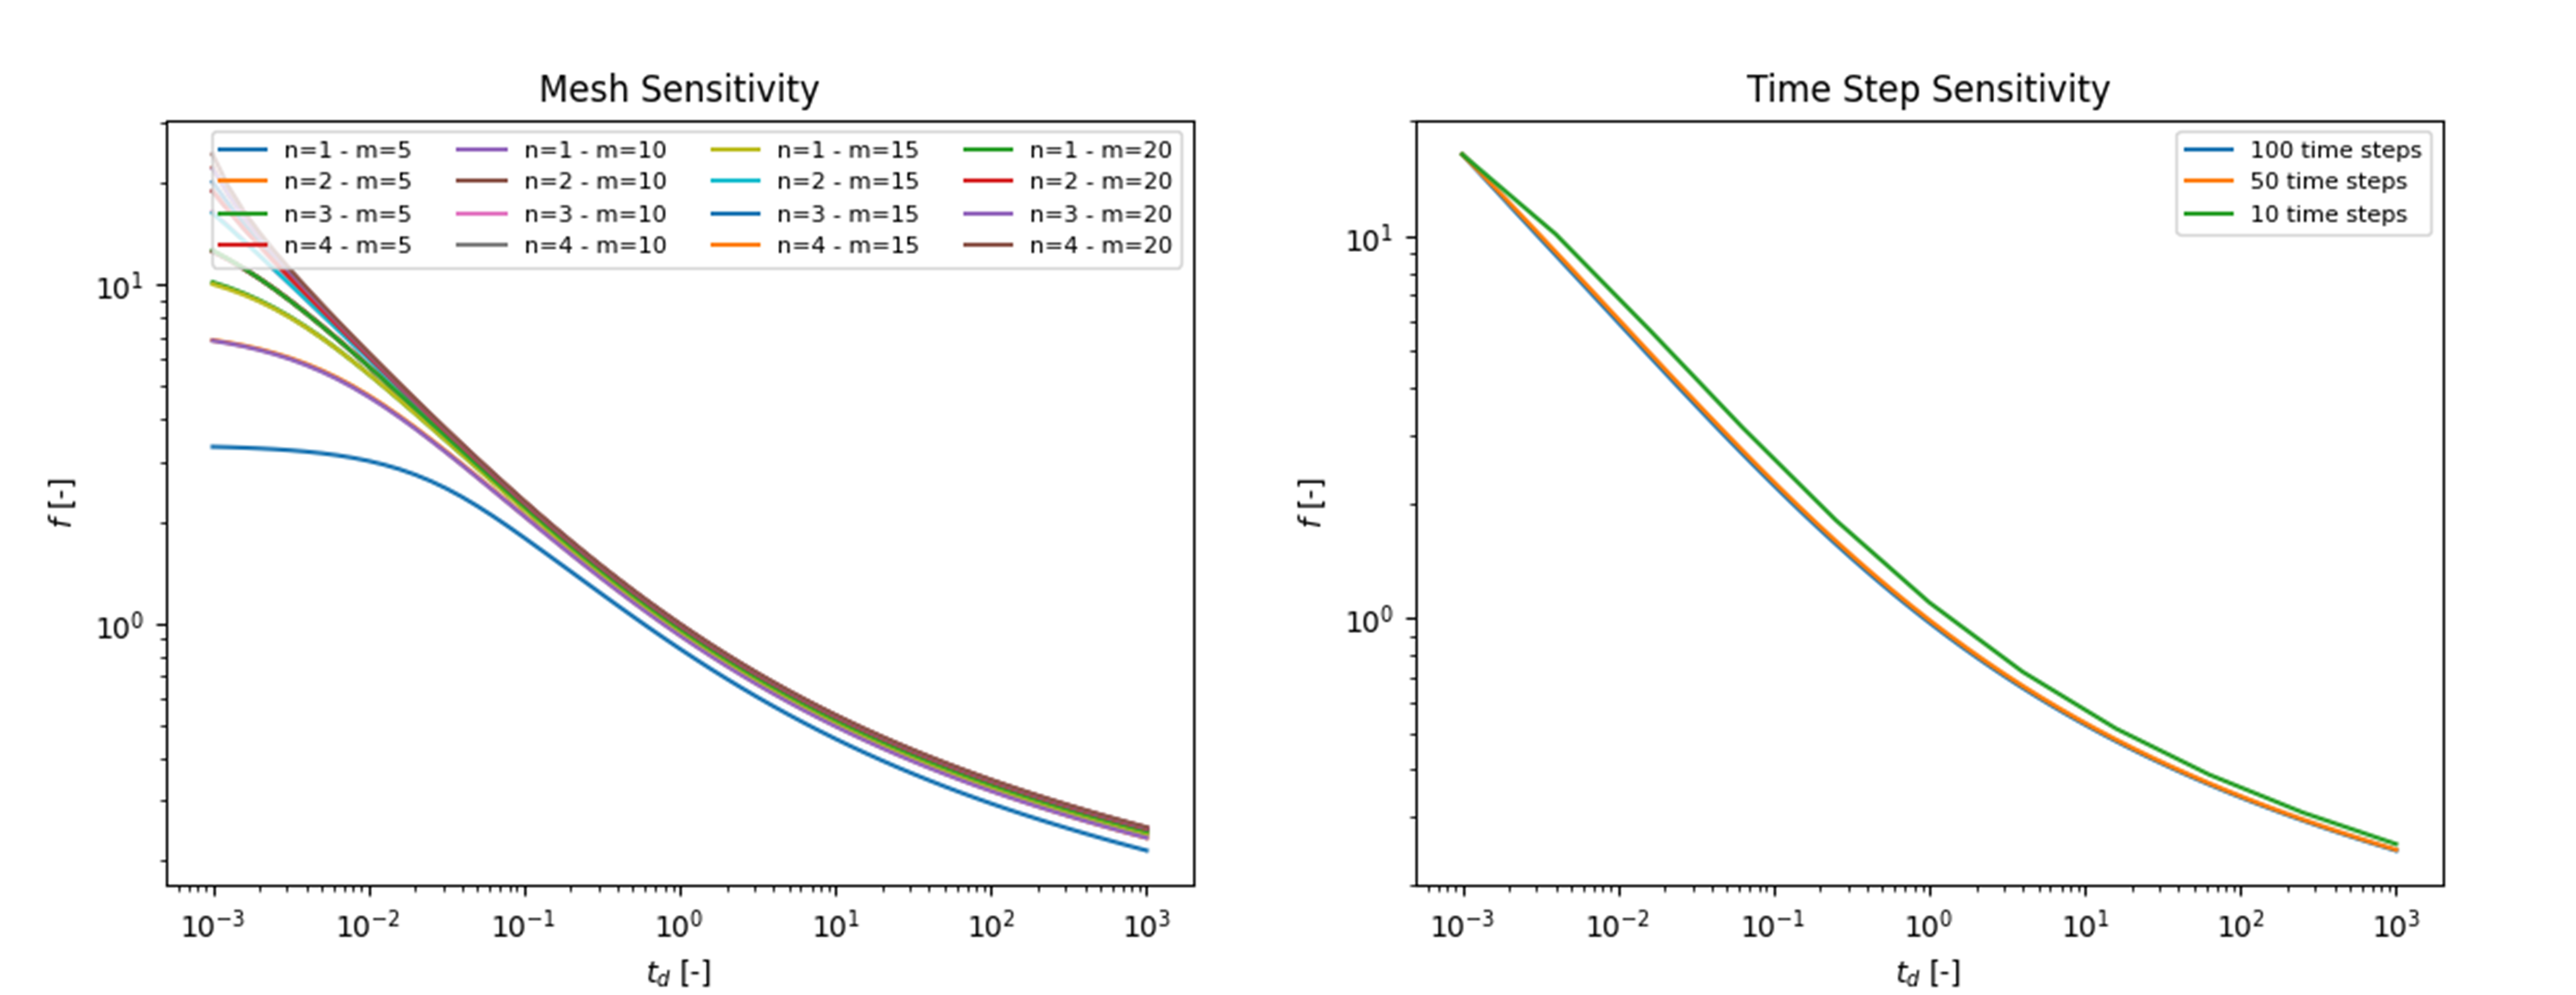 Mesh Sensitivity
n=1 - m=5 n=1 - m=10 n=1 - m=15 n=1 - m=20
n=2 - m=5 n=2 - m=10 n=2 - m=15 n=2 - m=20
n=3 - m=5 n=3 - m=10 n=3 - m=15 n=3 - m=20
n=4 - m=5 n=4 - m=10 n=4 - m=15 n=4 - m=20
10¹
10⁰
f [-]
10⁻³ 10⁻² 10⁻¹ 10⁰ 10¹ 10² 10³
t_d [-]
Time Step Sensitivity
100 time steps
50 time steps
10 time steps
10¹
10⁰
f [-]
10⁻³ 10⁻² 10⁻¹ 10⁰ 10¹ 10² 10³
t_d [-]